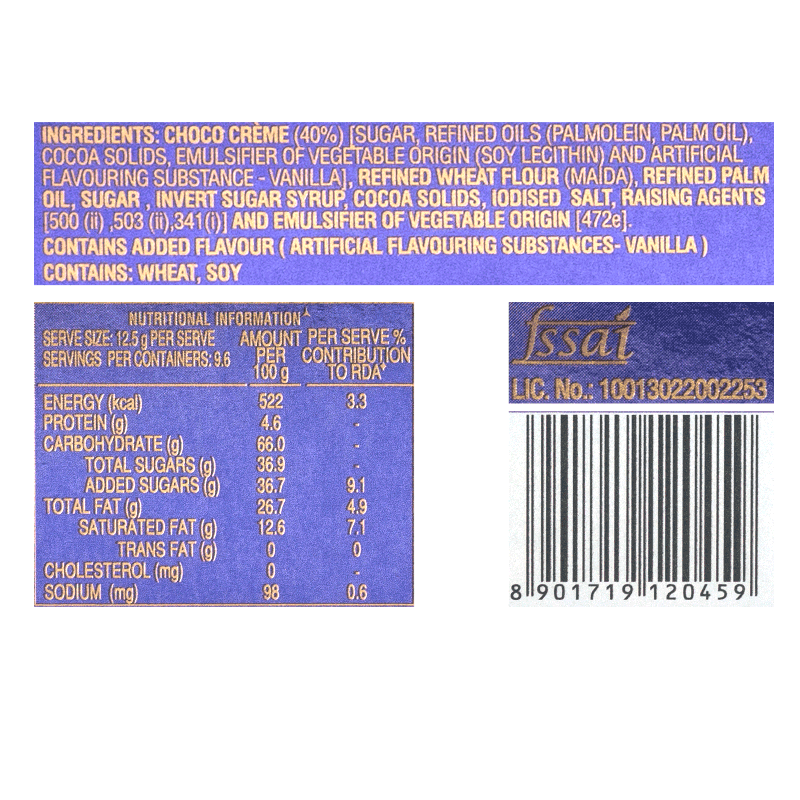 INGREDIENTS: CHOCO CRÈME (40%) [SUGAR, REFINED OILS (PALMOLEIN, PALM OIL),
COCOA SOLIDS, EMULSIFIER OF VEGETABLE ORIGIN (SOY LECITHIN) AND ARTIFICIAL
FLAVOURING SUBSTANCE - VANILLA], REFINED WHEAT FLOUR (MAIDA), REFINED PALM
OIL, SUGAR , INVERT SUGAR SYRUP, COCOA SOLIDS, IODISED SALT, RAISING AGENTS
[500 (ii) ,503 (ii),341(i)] AND EMULSIFIER OF VEGETABLE ORIGIN [472e].
CONTAINS ADDED FLAVOUR ( ARTIFICIAL FLAVOURING SUBSTANCES- VANILLA )
CONTAINS: WHEAT, SOY
NUTRITIONAL INFORMATION
SERVE SIZE: 12.5 g PER SERVE
SERVINGS PER CONTAINERS: 9.6
AMOUNT
PER
100 g
PER SERVE %
CONTRIBUTION
TO RDA+
ENERGY (kcal) 522 3.3
PROTEIN (g) 4.6 -
CARBOHYDRATE (g) 66.0 -
TOTAL SUGARS (g) 36.9 -
ADDED SUGARS (g) 36.7 9.1
TOTAL FAT (g) 26.7 4.9
SATURATED FAT (g) 12.6 7.1
TRANS FAT (g) 0 0
CHOLESTEROL (mg) 0 -
SODIUM (mg) 98 0.6
fssai
LIC. No.: 10013022002253
8 901719 120459